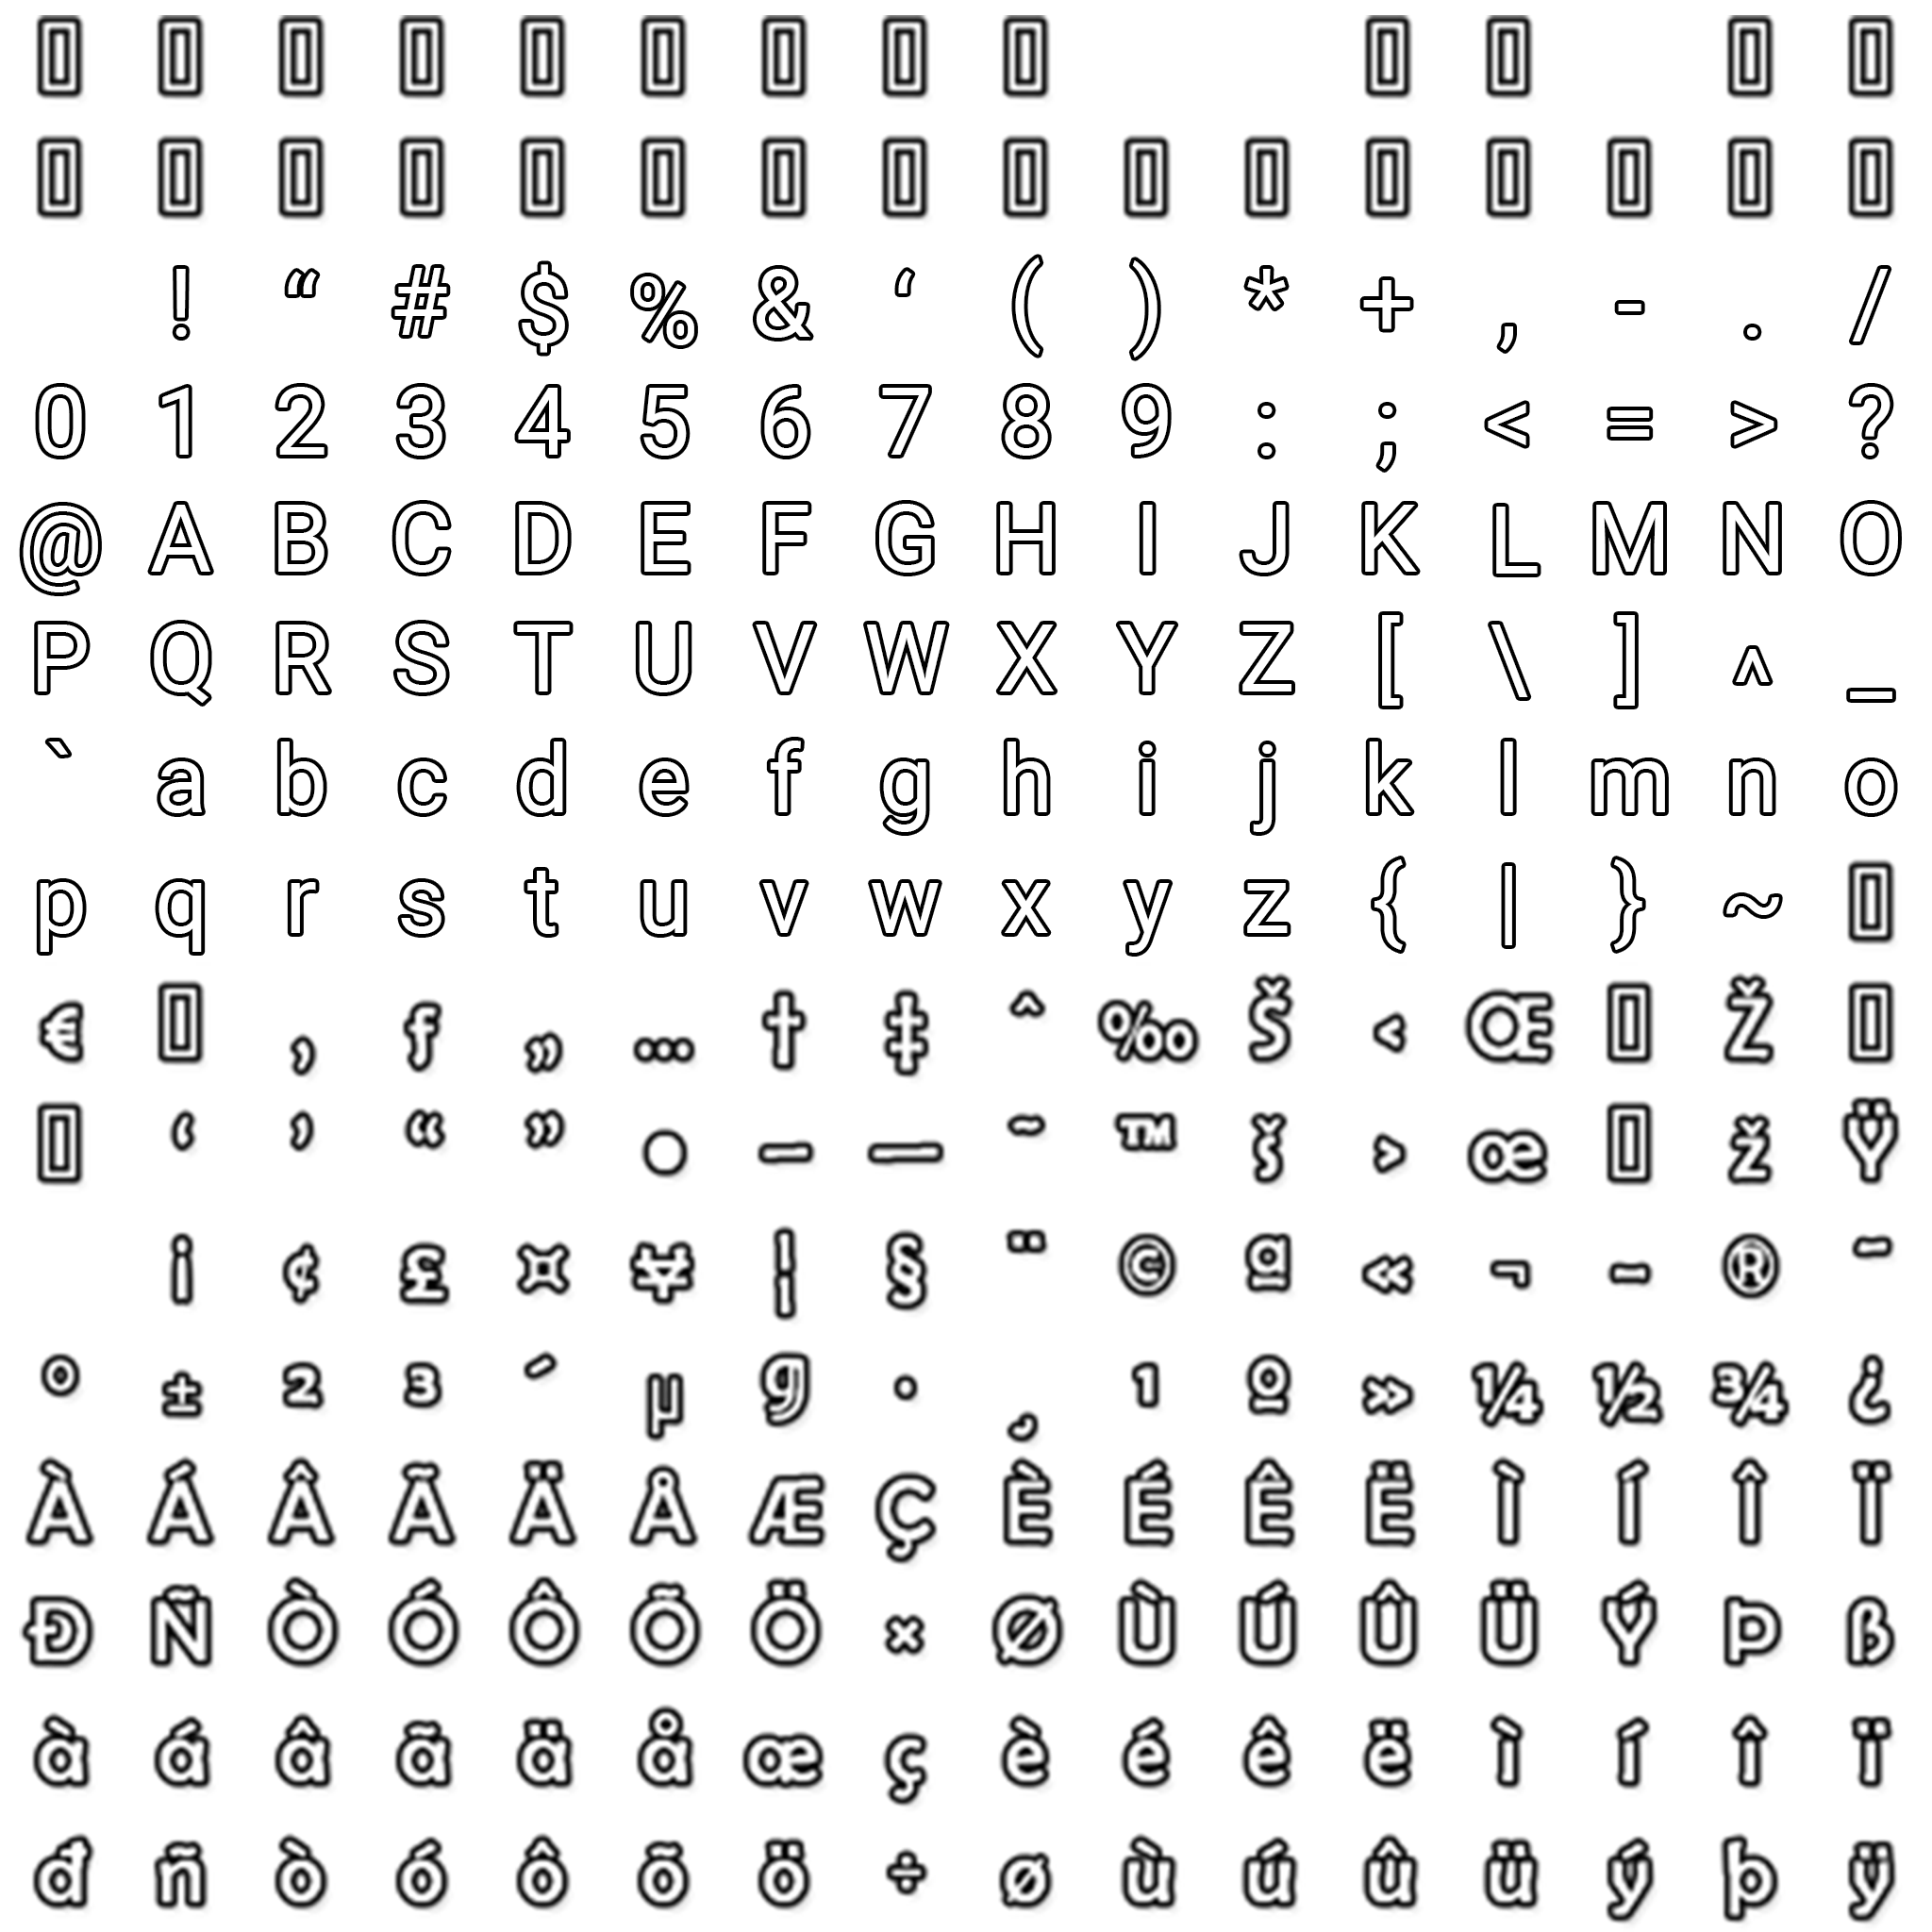 ! “ # $ % & ‘ ( ) * + , - . /
0 1 2 3 4 5 6 7 8 9 : ; < = > ?
@ A B C D E F G H I J K L M N O
P Q R S T U V W X Y Z [ \ ] ^ _
` a b c d e f g h i j k l m n o
p q r s t u v w x y z { | } ~
€ ‚ ƒ „ … † ‡ ˆ ‰ Š ‹ Œ Ž
‘ ’ “ ” ○ – — ˜ ™ š › œ ž Ÿ
¡ ¢ £ ¤ ¥ ¦ § ¨ © ª « ¬ - ® ¯
º ± ² ³ ´ µ g · ¸ ¹ º » ¼ ½ ¾ ¿
À Á Â Ã Ä Å Æ Ç È É Ê Ë Ì Í Î Ï
Đ Ñ Ò Ó Ô Õ Ö × Ø Ù Ú Û Ü Ý Þ ß
à á â ã ä å æ ç è é ê ë ì í î ï
đ ñ ò ó ô õ ö ÷ ø ù ú û ü ý þ ÿ